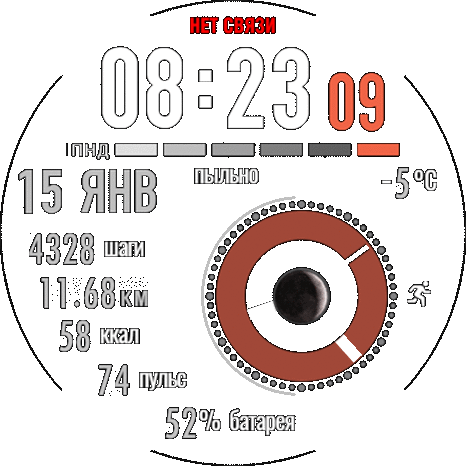 НЕТ СВЯЗИ
08:23 09
ПНД
15 ЯНВ пыльно -5°C
4328 шаги
11.68 км
58 ккал
74 пульс
52% батарея